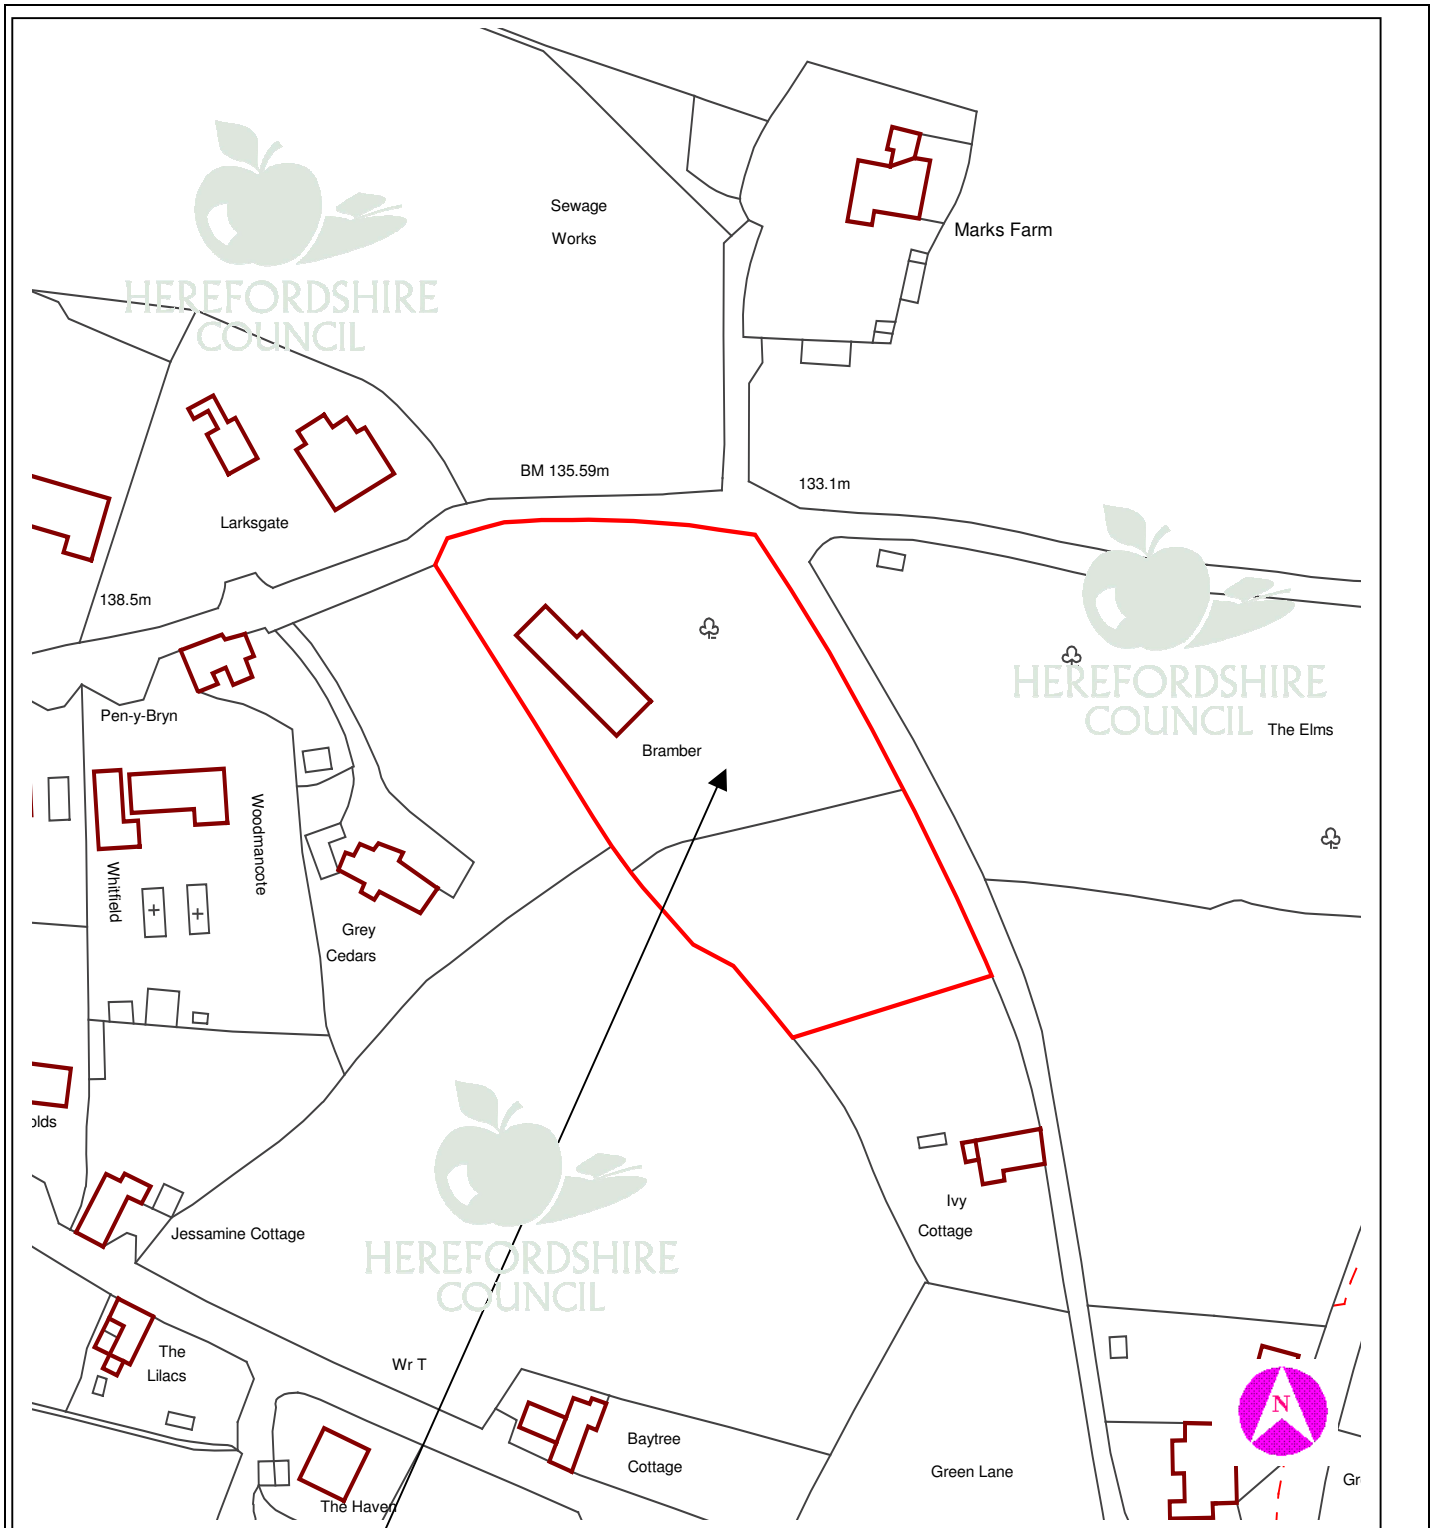 Sewage
Works
Marks Farm
HEREFORDSHIRE
COUNCIL
BM 135.59m
133.1m
Larksgate
138.5m
HEREFORDSHIRE
COUNCIL
The Elms
Pen-y-Bryn
Bramber
Woodmancote
Whitfield
Grey
Cedars
olds
Ivy
Cottage
Jessamine Cottage
HEREFORDSHIRE
COUNCIL
The
Lilacs
Wr T
N
Baytree
Cottage
Green Lane
Gr
The Haven